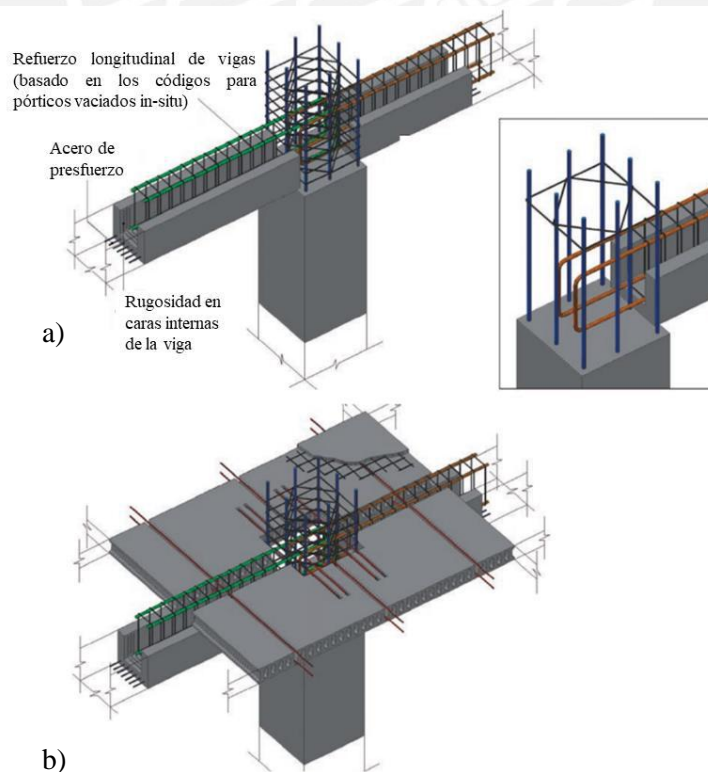 Refuerzo longitudinal de vigas
(basado en los códigos para
pórticos vaciados in-situ)
Acero de
presfuerzo
Rugosidad en
caras internas
de la viga
a)
b)